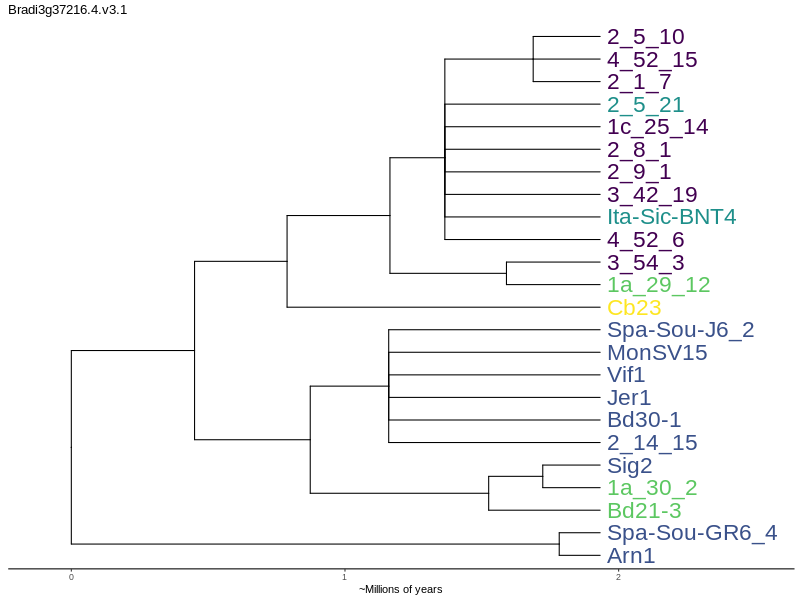 Bradi3g37216.4.v3.1
2_5_10
4_52_15
2_1_7
2_5_21
1c_25_14
2_8_1
2_9_1
3_42_19
Ita-Sic-BNT4
4_52_6
3_54_3
1a_29_12
Cb23
Spa-Sou-J6_2
MonSV15
Vif1
Jer1
Bd30-1
2_14_15
Sig2
1a_30_2
Bd21-3
Spa-Sou-GR6_4
Arn1
0 1 2
~Millions of years